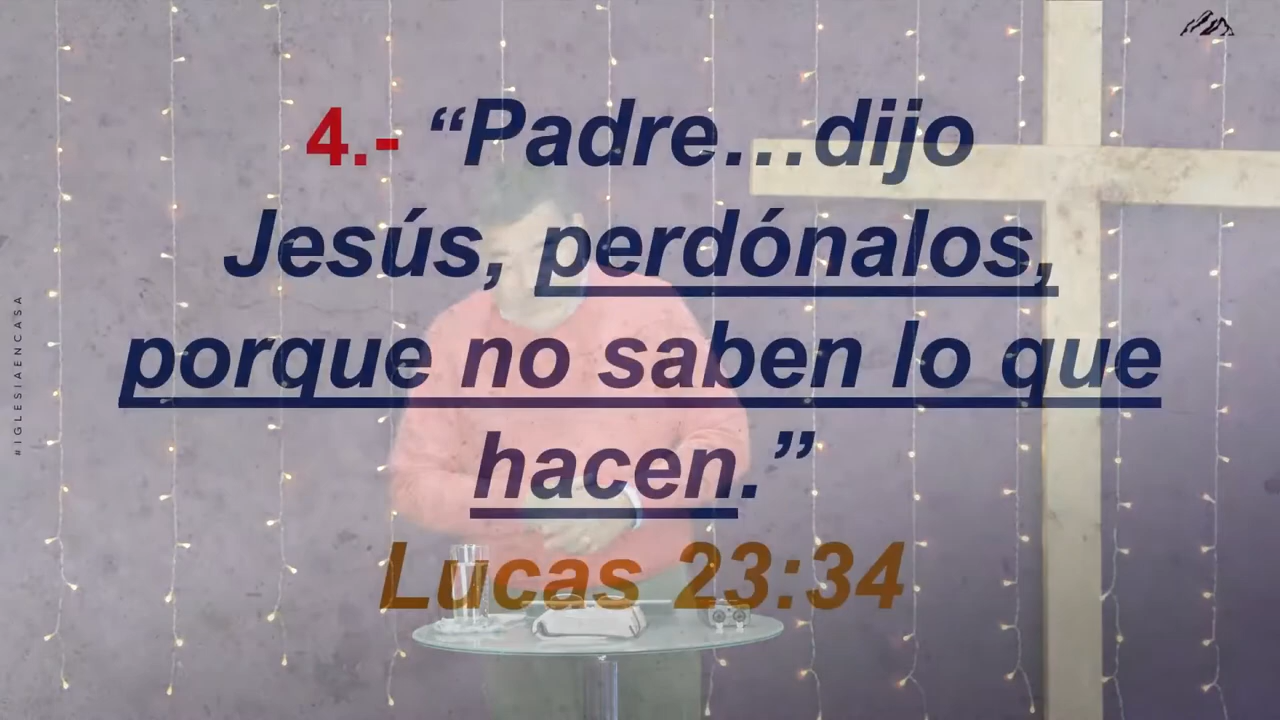 4.- “Padre...dijo
Jesús, perdónalos,
porque no saben lo que
hacen.”
Lucas 23:34
#IGLESIAENCASA